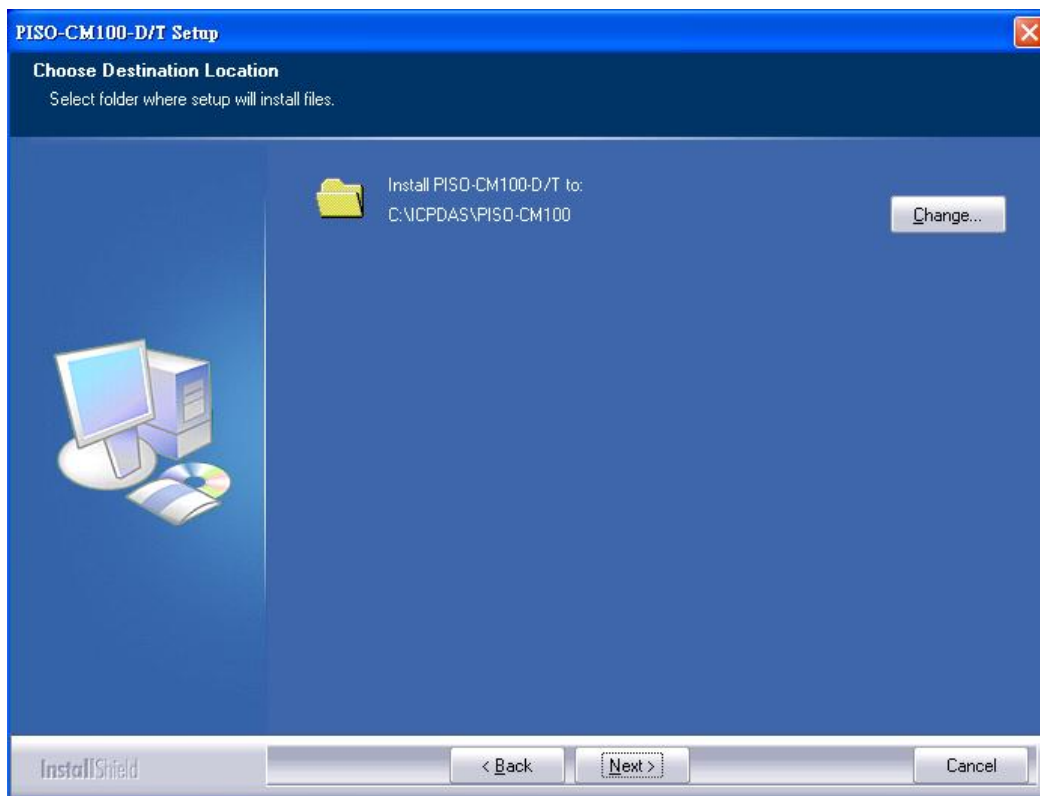 PISO-CM100-D/T Setup
Choose Destination Location
Select folder where setup will install files.
Install PISO-CM100-D/T to:
C:\ICPDAS\PISO-CM100
Change...
InstallShield
< Back
Next >
Cancel